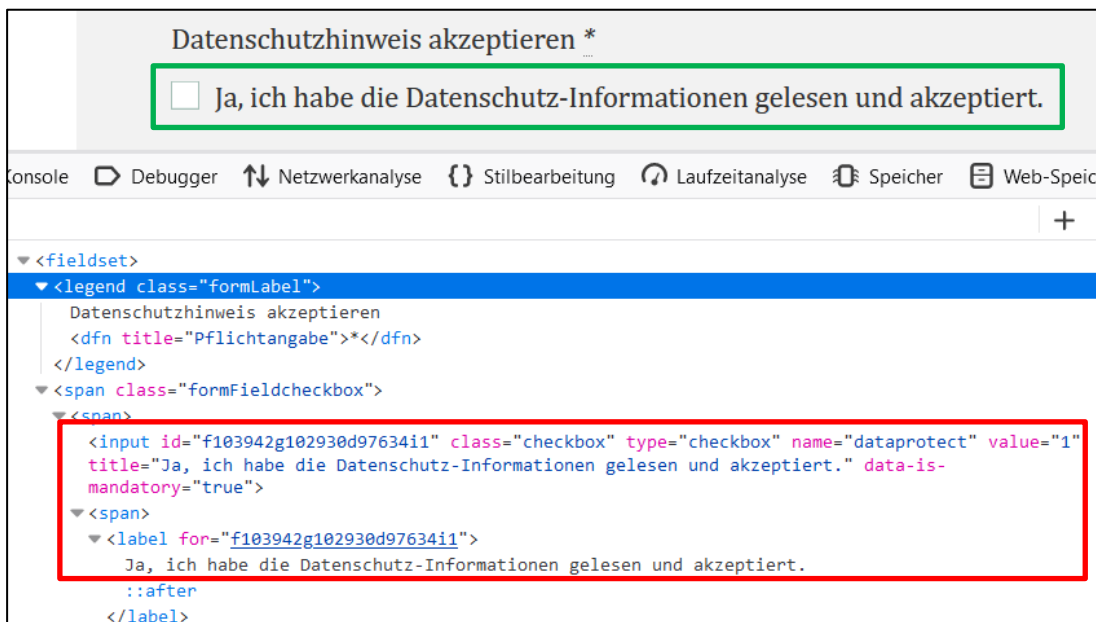 Datenschutzhinweis akzeptieren *
Ja, ich habe die Datenschutz-Informationen gelesen und akzeptiert.
Konsole Debugger Netzwerkanalyse {} Stilbearbeitung Laufzeitanalyse Speicher Web-Speic
+
<fieldset>
<legend class="formLabel">
Datenschutzhinweis akzeptieren
<dfn title="Pflichtangabe">*</dfn>
</legend>
<span class="formFieldcheckbox">
<span>
<input id="f103942g102930d97634i1" class="checkbox" type="checkbox" name="dataprotect" value="1"
title="Ja, ich habe die Datenschutz-Informationen gelesen und akzeptiert." data-is-
mandatory="true">
<span>
<label for="f103942g102930d97634i1">
Ja, ich habe die Datenschutz-Informationen gelesen und akzeptiert.
::after
</label>